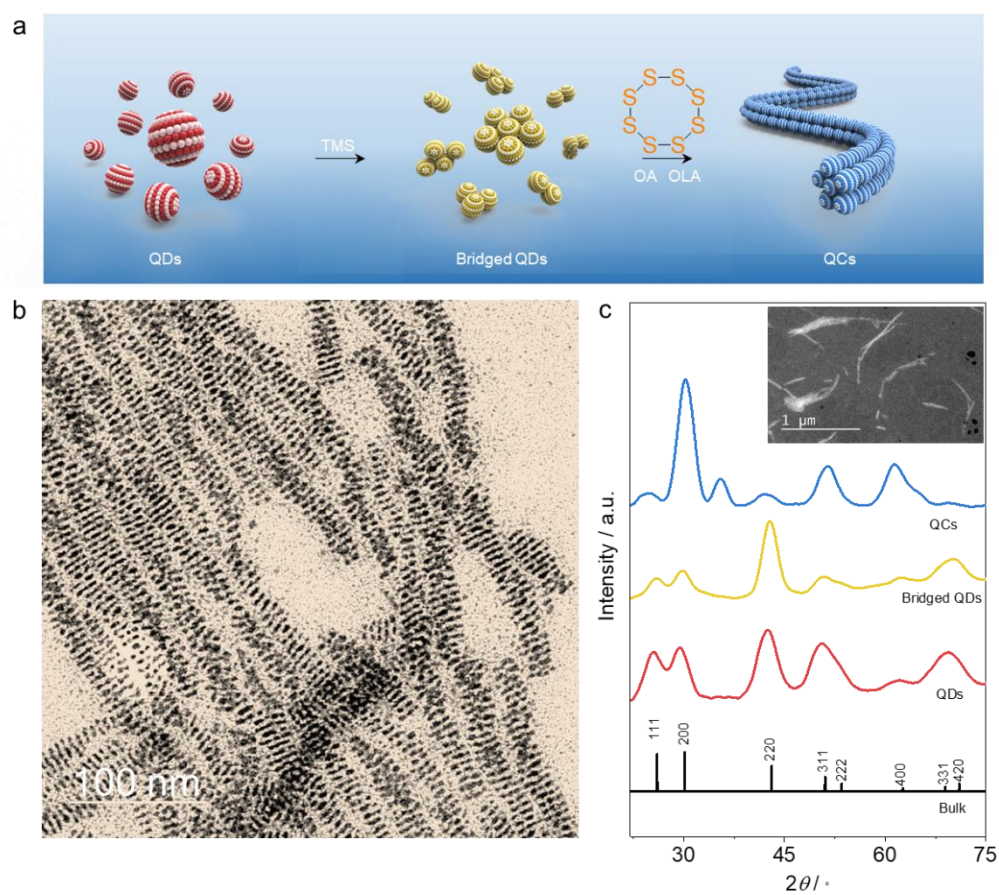 a
S S
S S
S S
S S
TMS
OA OLA
QDs
Bridged QDs
QCs
b
100 nm
c
1 μm
Intensity / a.u.
QCs
Bridged QDs
QDs
111
200
220
311
222
400
331
420
Bulk
30 45 60 75
2θ / °